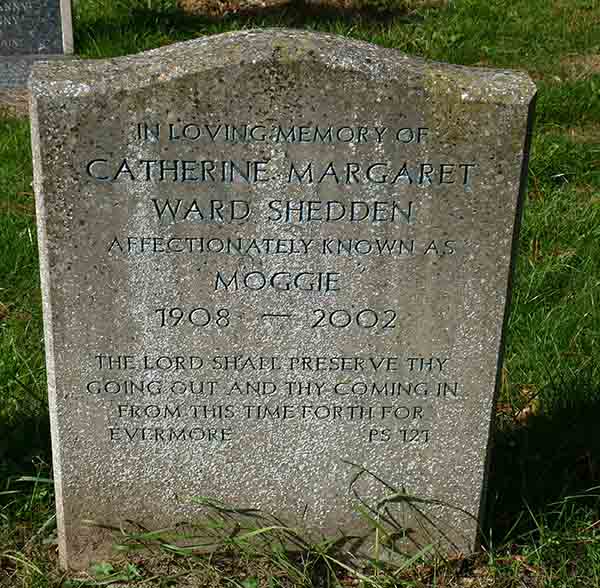 IN LOVING MEMORY OF
CATHERINE MARGARET
WARD SHEDDEN
AFFECTIONATELY KNOWN AS
MOGGIE
1908 — 2002
THE LORD SHALL PRESERVE THY
GOING OUT AND THY COMING IN
FROM THIS TIME FORTH FOR
EVERMORE PS 121